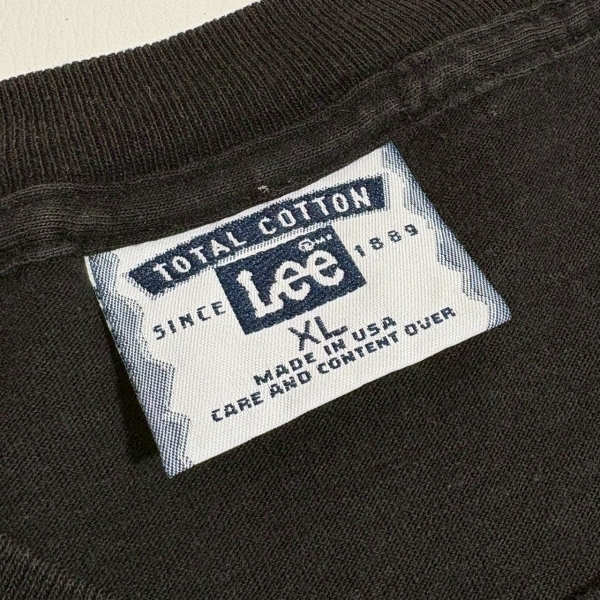 TOTAL COTTON
SINCE Lee 1889
XL
MADE IN USA
CARE AND CONTENT OVER